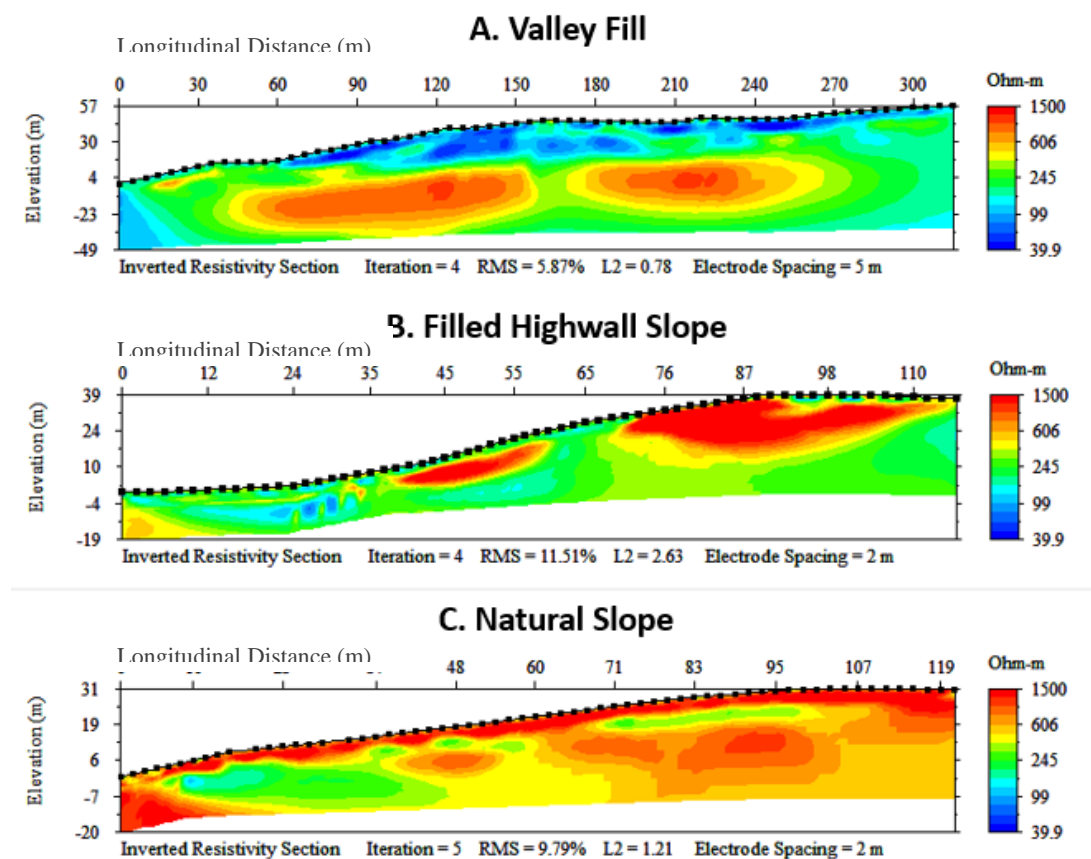 A. Valley Fill
Longitudinal Distance (m)
0 30 60 90 120 150 180 210 240 270 300
Ohm-m
Elevation (m)
57
30
4
-23
-49
1500
606
245
99
39.9
Inverted Resistivity Section Iteration = 4 RMS = 5.87% L2 = 0.78 Electrode Spacing = 5 m
B. Filled Highwall Slope
Longitudinal Distance (m)
0 12 24 35 45 55 65 76 87 98 110
Ohm-m
Elevation (m)
39
24
10
-4
-19
1500
606
245
99
39.9
Inverted Resistivity Section Iteration = 4 RMS = 11.51% L2 = 2.63 Electrode Spacing = 2 m
C. Natural Slope
Longitudinal Distance (m)
48 60 71 83 95 107 119
Ohm-m
Elevation (m)
31
19
6
-7
-20
1500
606
245
99
39.9
Inverted Resistivity Section Iteration = 5 RMS = 9.79% L2 = 1.21 Electrode Spacing = 2 m